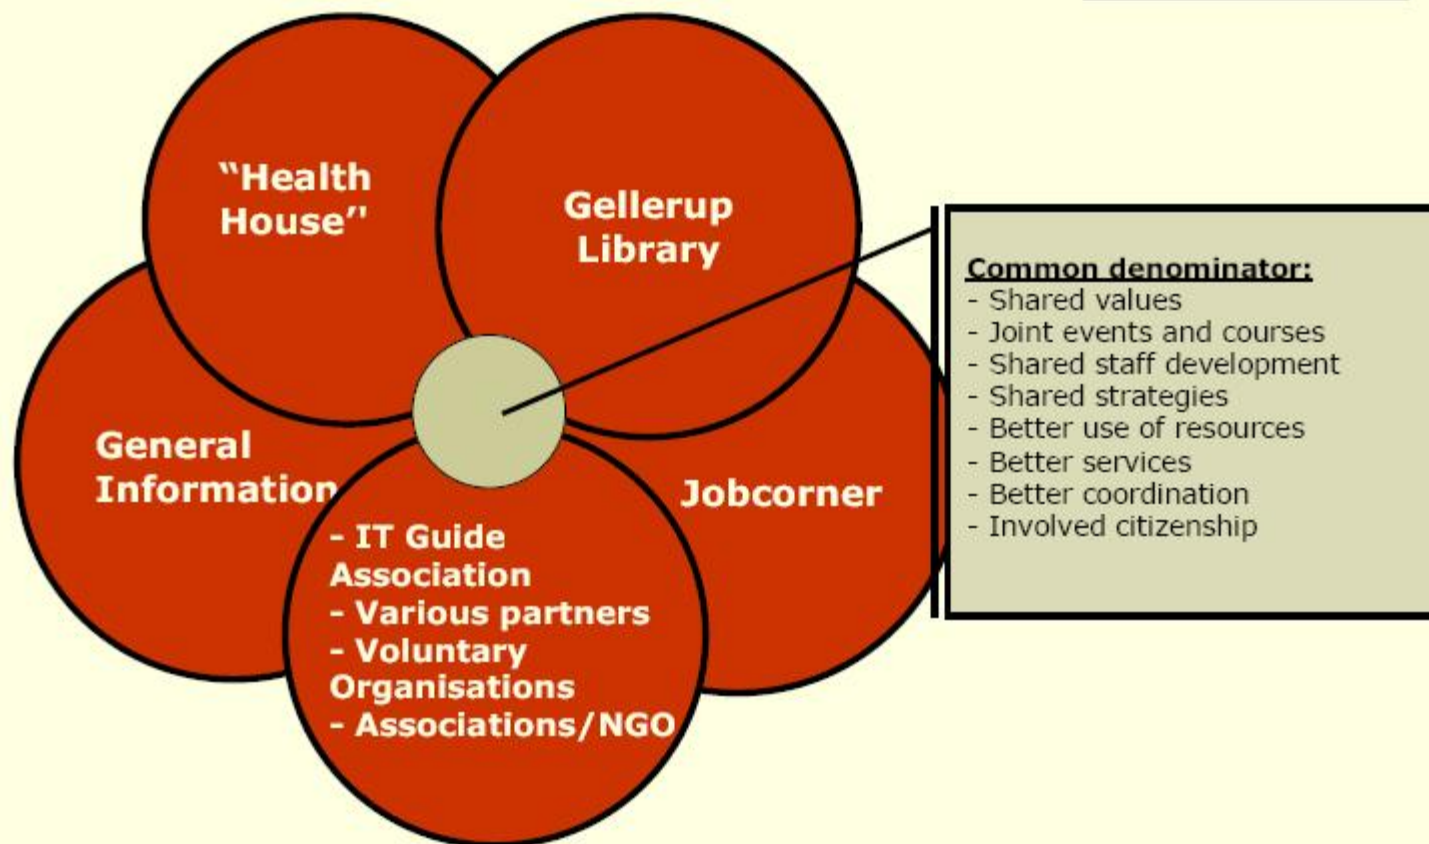 “Health
House”
Gellerup
Library
General
Information
Jobcorner
- IT Guide
Association
- Various partners
- Voluntary
Organisations
- Associations/NGO
Common denominator:
- Shared values
- Joint events and courses
- Shared staff development
- Shared strategies
- Better use of resources
- Better services
- Better coordination
- Involved citizenship